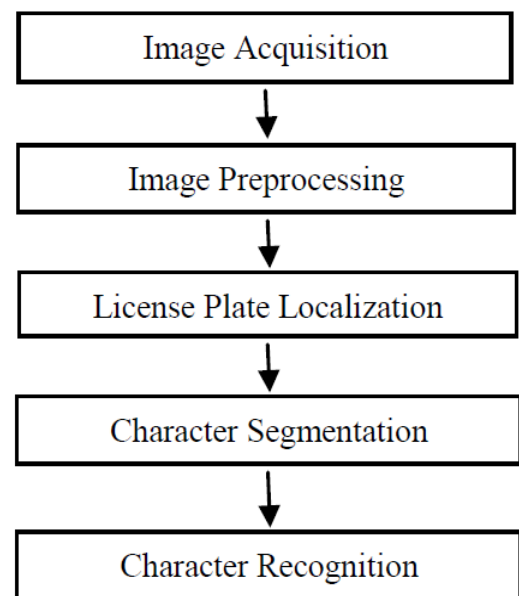 Image Acquisition
Image Preprocessing
License Plate Localization
Character Segmentation
Character Recognition